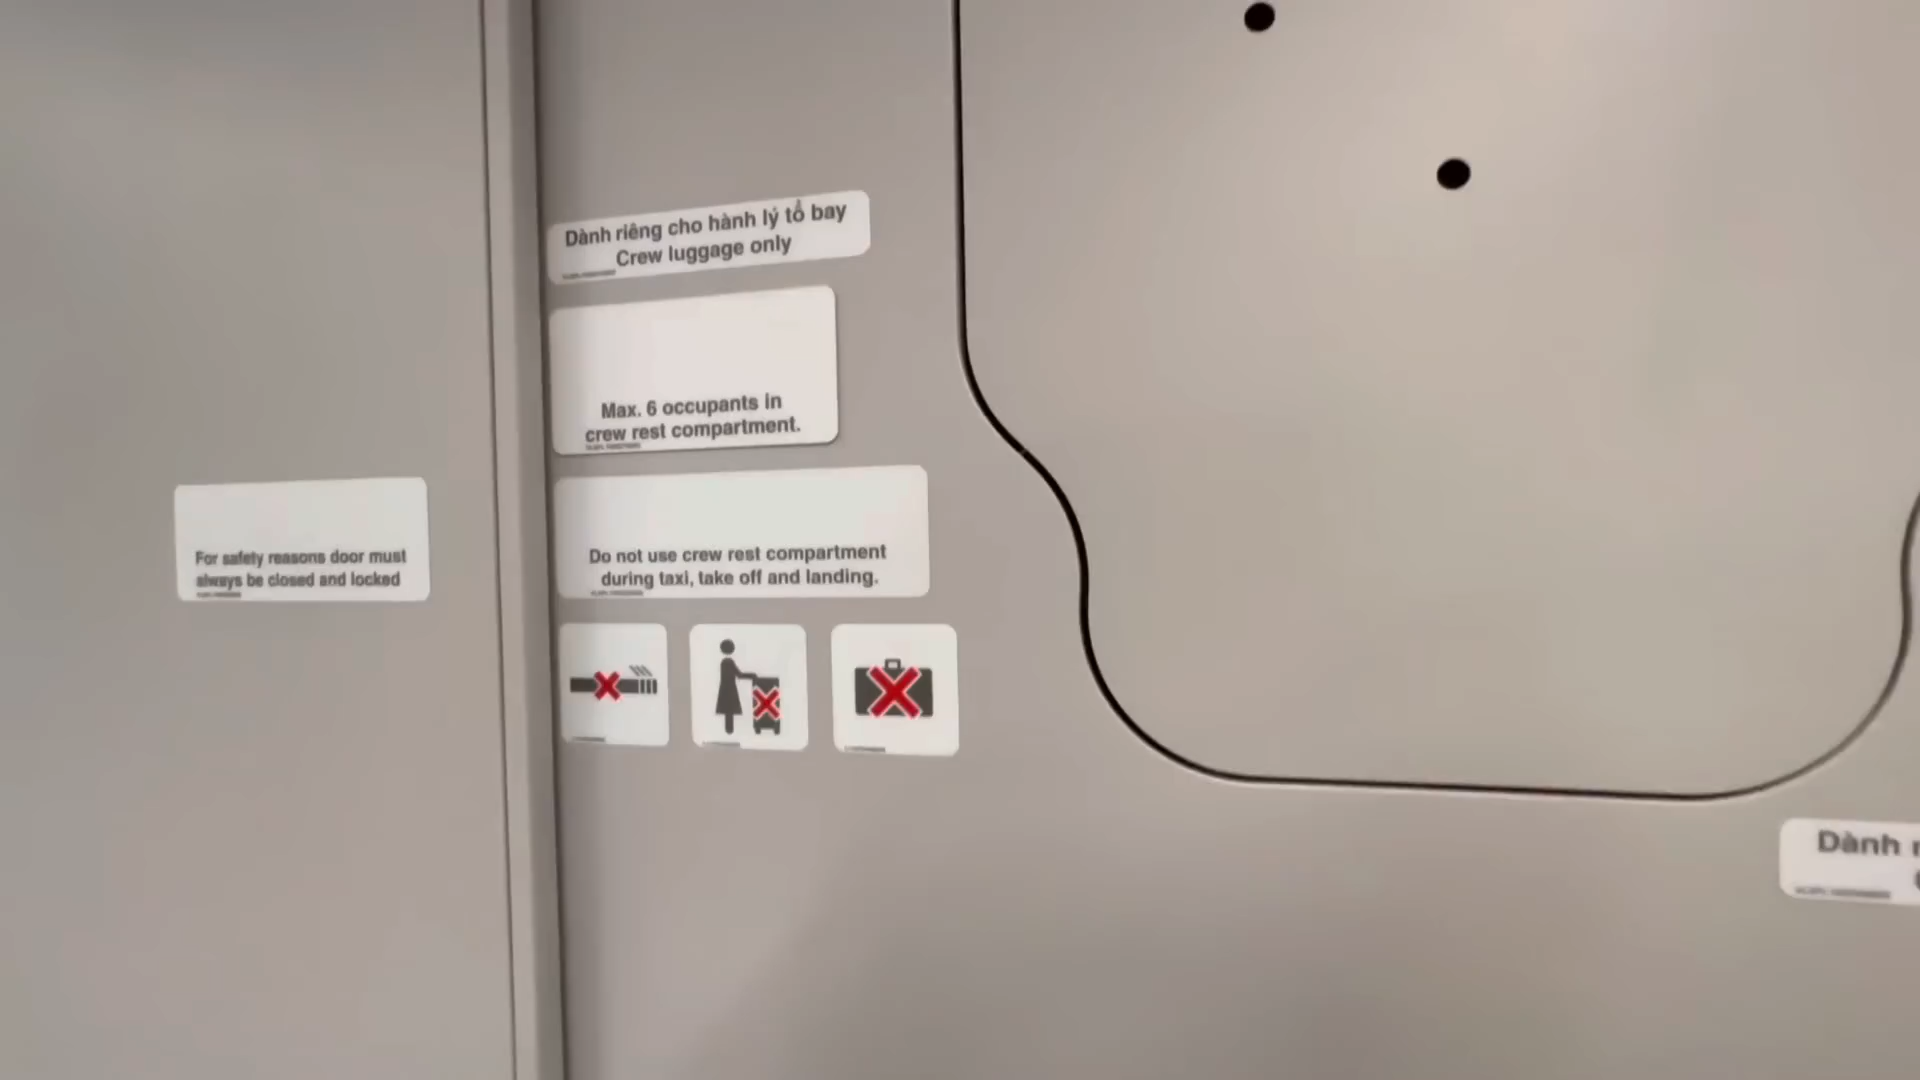 Dành riêng cho hành lý tổ bay
Crew luggage only
Max. 6 occupants in
crew rest compartment.
For safety reasons door must
always be closed and locked
Do not use crew rest compartment
during taxi, take off and landing.
Dành